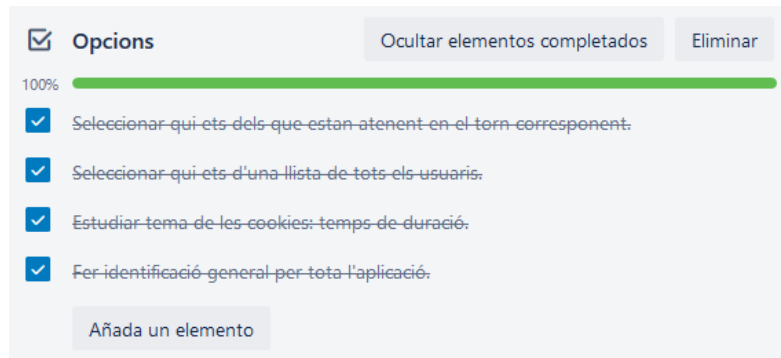 Opcions
Ocultar elementos completados
Eliminar
100%
Seleccionar qui ets dels que estan atenent en el torn corresponent.
Seleccionar qui ets d'una llista de tots els usuaris.
Estudiar tema de les cookies: temps de duració.
Fer identificació general per tota l'aplicació.
Añada un elemento